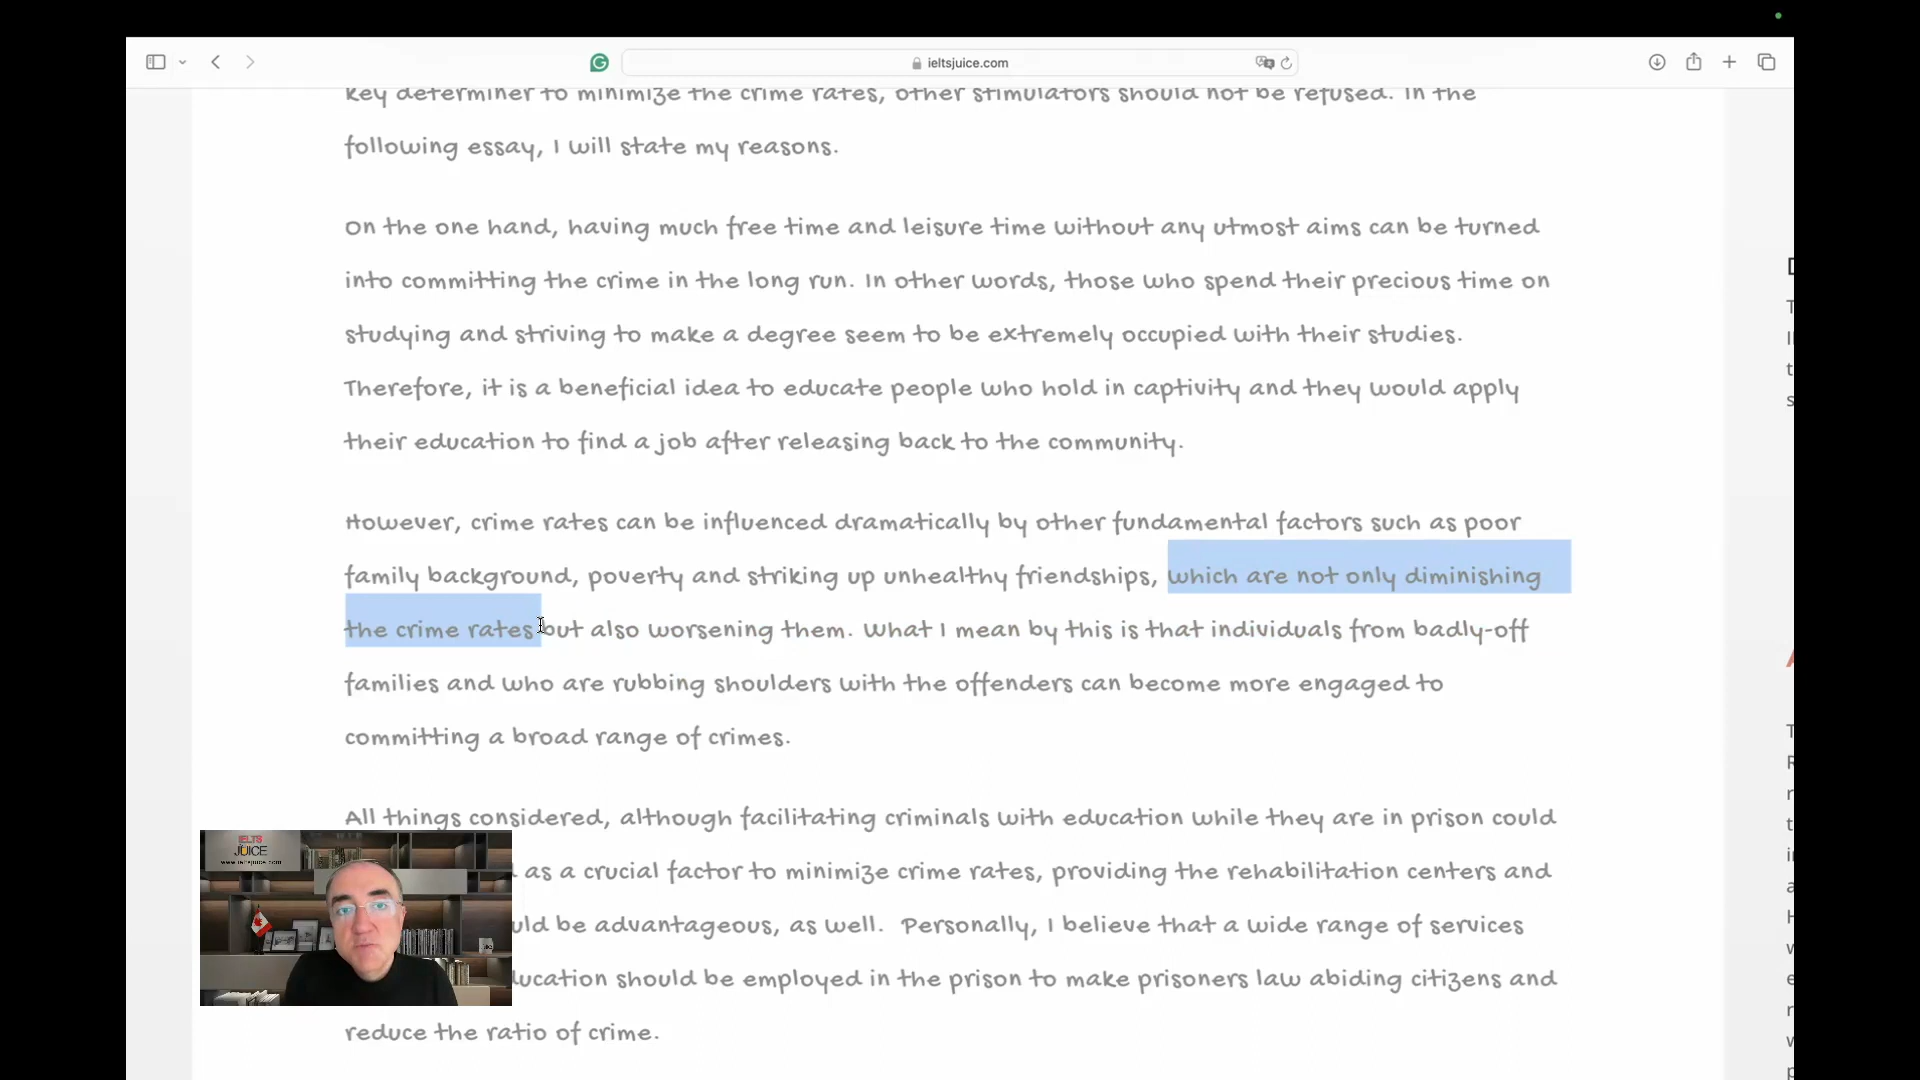 ieltsjuice.com
key determiner to minimize the crime rates, other stimulators should not be refused. In the
following essay, I will state my reasons.
On the one hand, having much free time and leisure time without any utmost aims can be turned
into committing the crime in the long run. In other words, those who spend their precious time on
studying and striving to make a degree seem to be extremely occupied with their studies.
Therefore, it is a beneficial idea to educate people who hold in captivity and they would apply
their education to find a job after releasing back to the community.
However, crime rates can be influenced dramatically by other fundamental factors such as poor
family background, poverty and striking up unhealthy friendships, which are not only diminishing
the crime rates but also worsening them. What I mean by this is that individuals from badly-off
families and who are rubbing shoulders with the offenders can become more engaged to
committing a broad range of crimes.
All things considered, although facilitating criminals with education while they are in prison could
as a crucial factor to minimize crime rates, providing the rehabilitation centers and
uld be advantageous, as well. Personally, I believe that a wide range of services
ucation should be employed in the prison to make prisoners law abiding citizens and
reduce the ratio of crime.
IELTS
JUICE
www.ieltsjuice.com